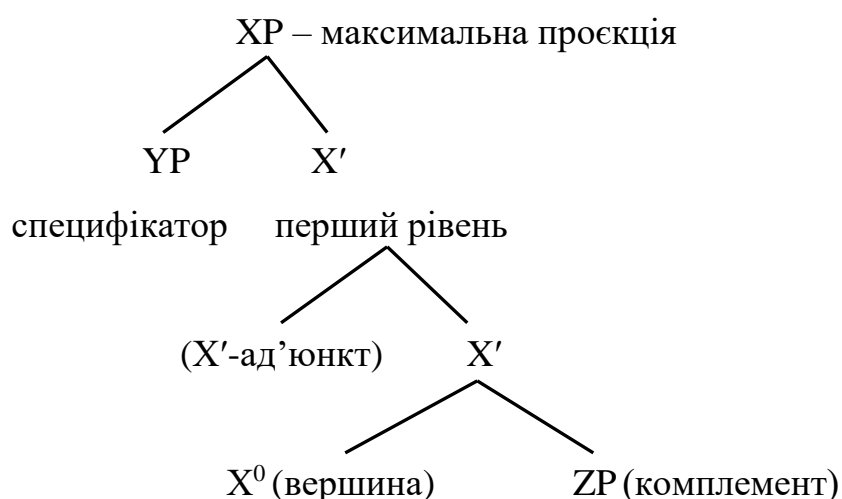 XP – максимальна проєкція
YP X′
специфікатор перший рівень
(X′-ад’юнкт) X′
X⁰ (вершина) ZP (комплемент)